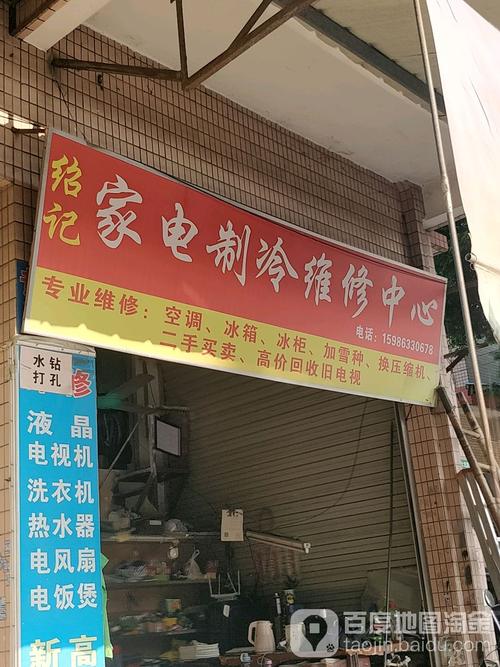 绍记
家电制冷维修中心
电话：15986330678
专业维修：空调、冰箱、冰柜、加雪种、换压缩机、
二手买卖、高价回收旧电视
水钻
打孔
修
液晶
电视机
洗衣机
热水器
电风扇
电饭煲
新高
百度地图淘金
taojin.baidu.com